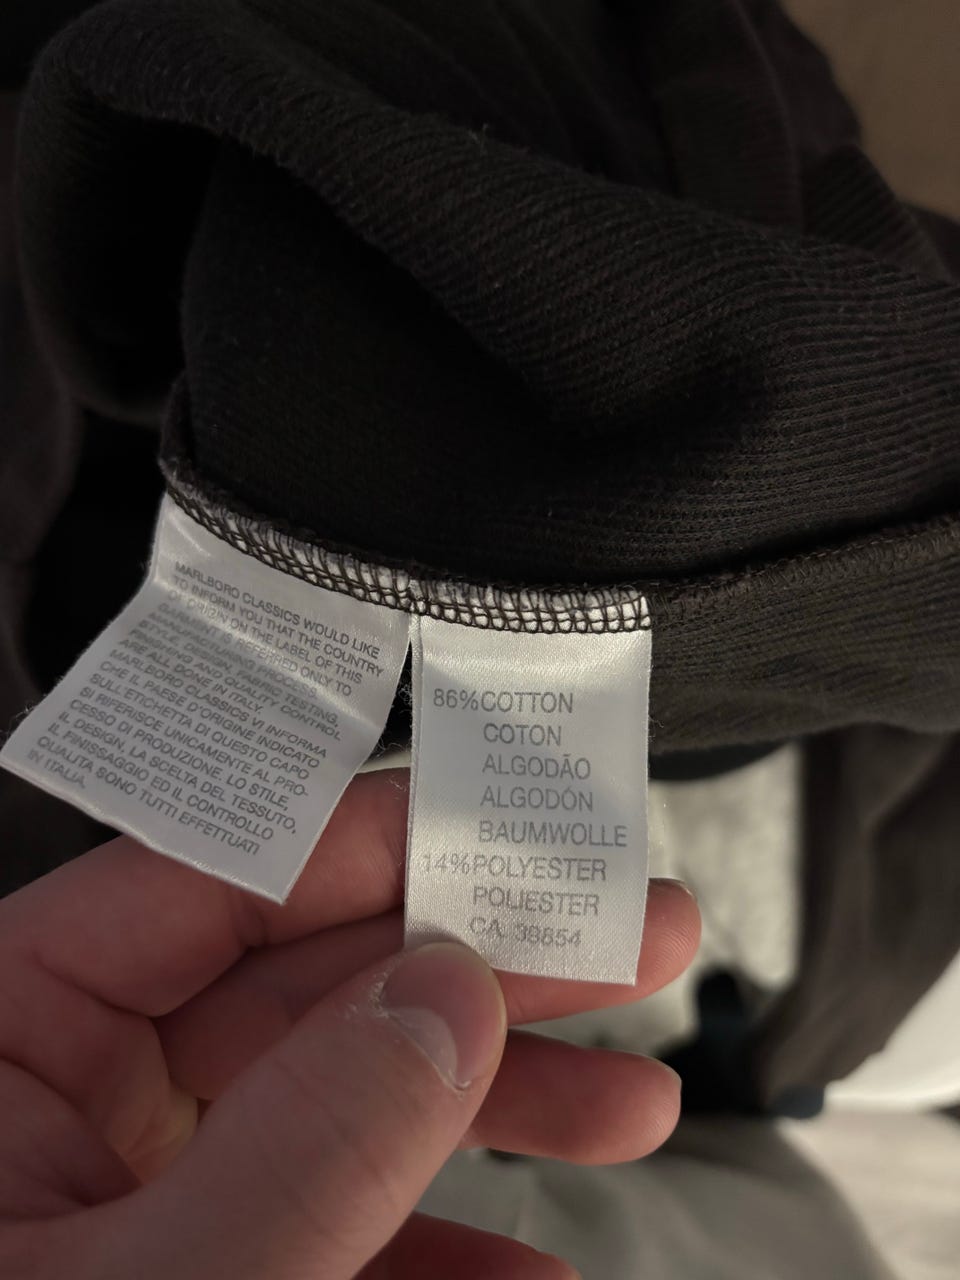 MARLBORO CLASSICS WOULD LIKE
TO INFORM YOU THAT THE COUNTRY
OF ORIGIN ON THE LABEL OF THIS
GARMENT IS REFERRED ONLY TO
MANUFACTURING PROCESS.
STYLE, DESIGN, FABRIC TESTING,
FINISHING AND QUALITY CONTROL
ARE ALL DONE IN ITALY.
MARLBORO CLASSICS VI INFORMA
CHE IL PAESE D'ORIGINE INDICATO
SULL'ETICHETTA DI QUESTO CAPO
SI RIFERISCE UNICAMENTE AL PRO-
CESSO DI PRODUZIONE. LO STILE,
IL DESIGN, LA SCELTA DEL TESSUTO,
IL FINISSAGGIO ED IL CONTROLLO
QUALITA' SONO TUTTI EFFETTUATI
IN ITALIA.
86% COTTON
COTON
ALGODÃO
ALGODÓN
BAUMWOLLE
14% POLYESTER
POLIESTER
CA. 39854